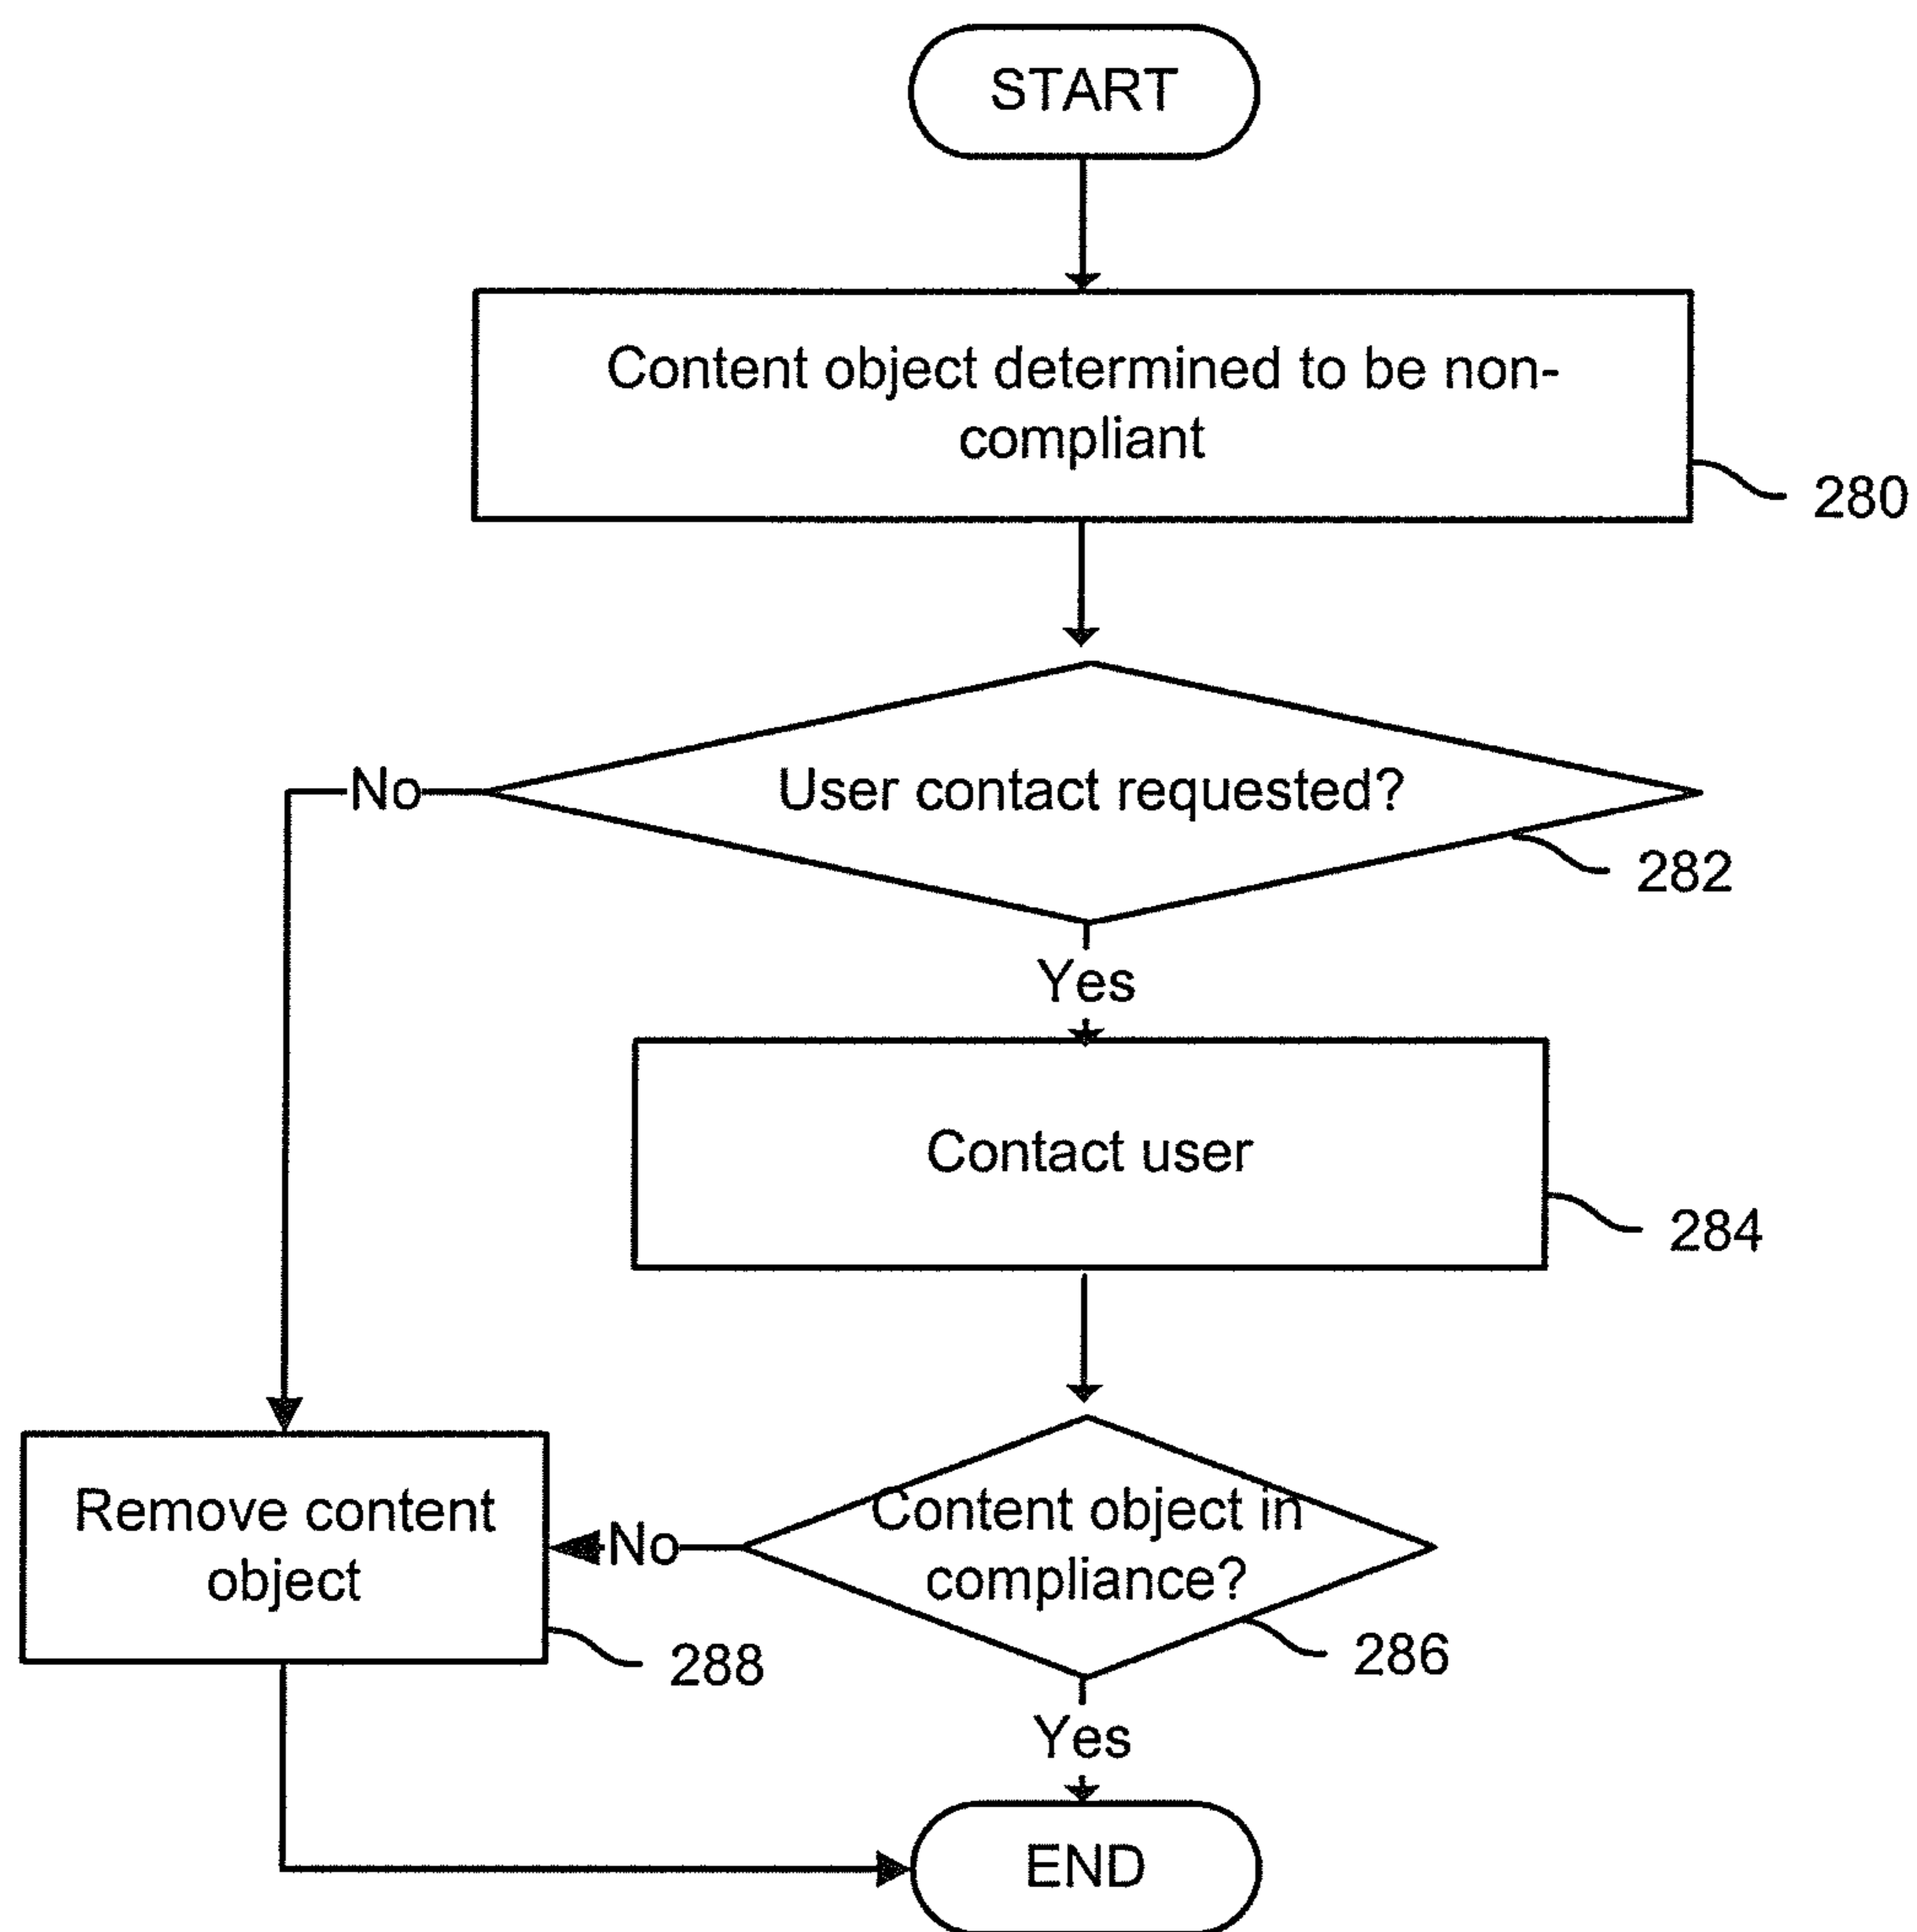 START
Content object determined to be non-
compliant
280
User contact requested?
No
282
Yes
Contact user
284
Content object in
compliance?
Remove content
object
No
288
286
Yes
END